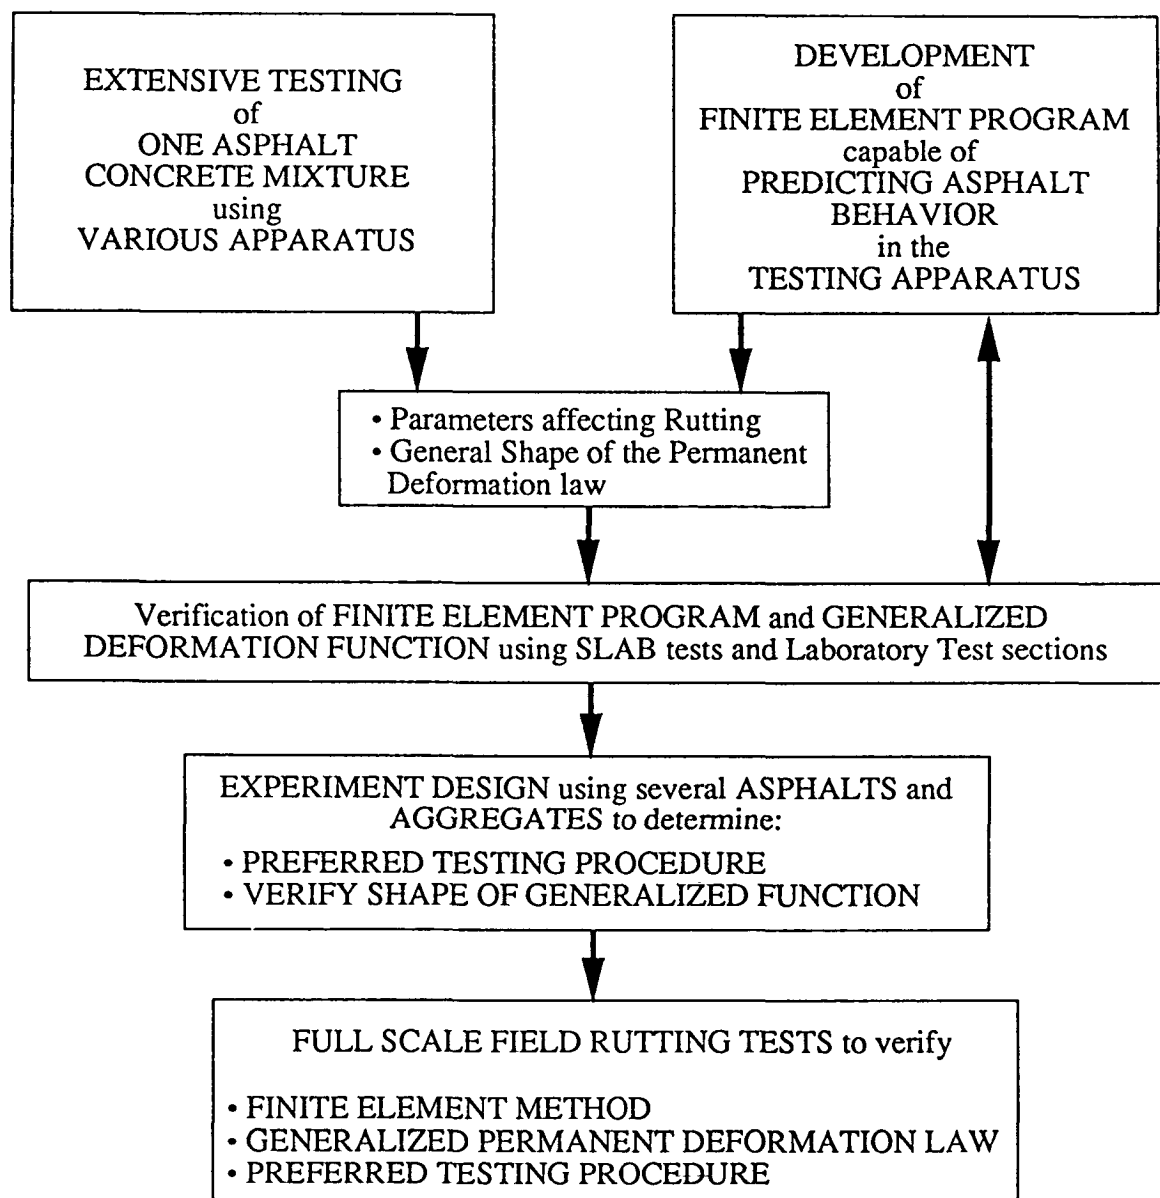 EXTENSIVE TESTING
of
ONE ASPHALT
CONCRETE MIXTURE
using
VARIOUS APPARATUS
DEVELOPMENT
of
FINITE ELEMENT PROGRAM
capable of
PREDICTING ASPHALT
BEHAVIOR
in the
TESTING APPARATUS
• Parameters affecting Rutting
• General Shape of the Permanent
Deformation law
Verification of FINITE ELEMENT PROGRAM and GENERALIZED
DEFORMATION FUNCTION using SLAB tests and Laboratory Test sections
EXPERIMENT DESIGN using several ASPHALTS and
AGGREGATES to determine:
• PREFERRED TESTING PROCEDURE
• VERIFY SHAPE OF GENERALIZED FUNCTION
FULL SCALE FIELD RUTTING TESTS to verify
• FINITE ELEMENT METHOD
• GENERALIZED PERMANENT DEFORMATION LAW
• PREFERRED TESTING PROCEDURE